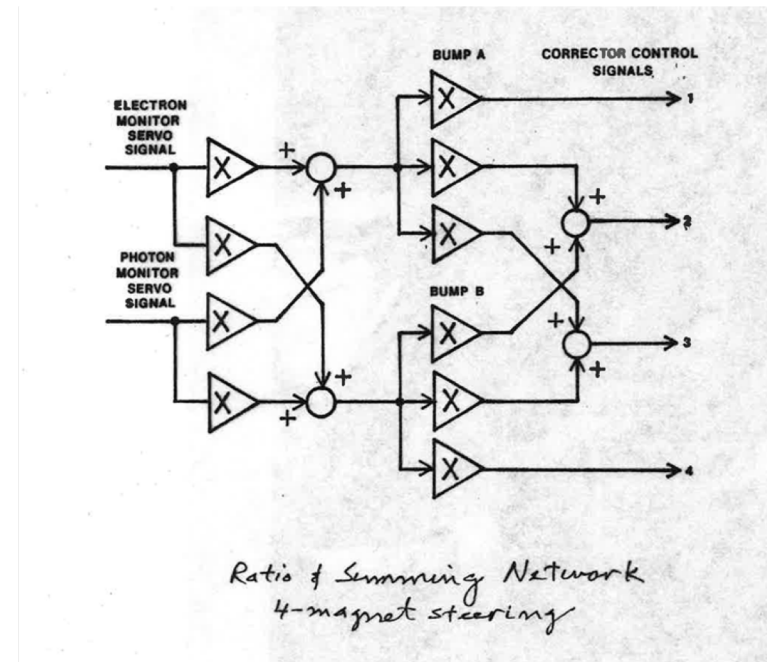 BUMP A
CORRECTOR CONTROL
SIGNALS
ELECTRON
MONITOR
SERVO
SIGNAL
X
X
X
X
PHOTON
MONITOR
SERVO
SIGNAL
X
X
X
BUMP B
X
X
X
+
+
+
+
+
+
+
+
1
2
3
4
Ratio & Summing Network
4-magnet steering